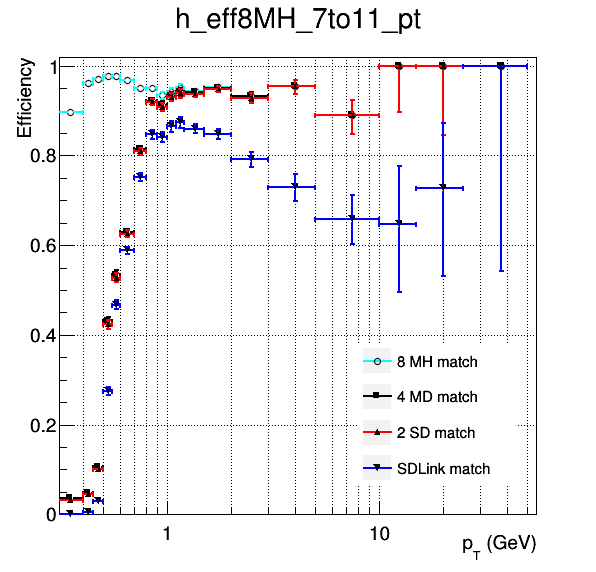 h_eff8MH_7to11_pt
Efficiency
1
0.8
0.6
0.4
0.2
0
8 MH match
4 MD match
2 SD match
SDLink match
1
10
p_T (GeV)